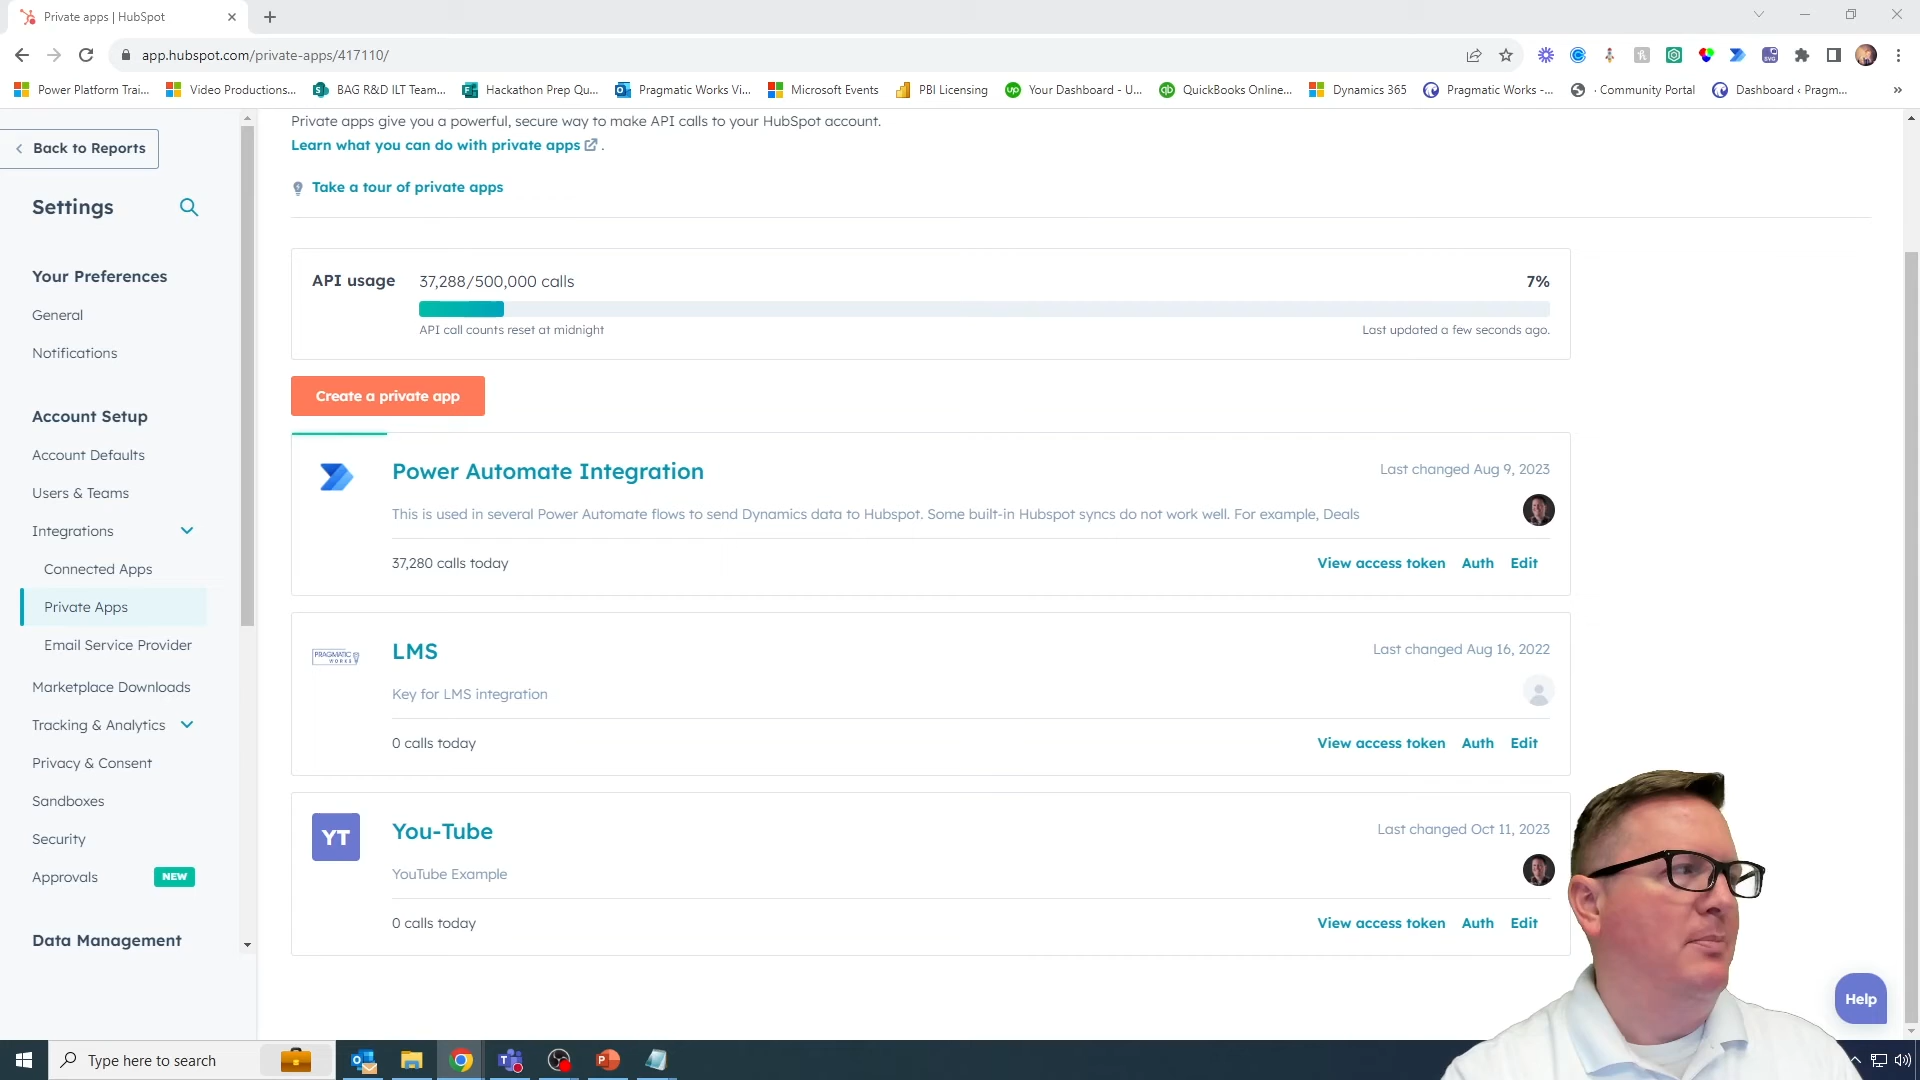 Private apps | HubSpot
app.hubspot.com/private-apps/417110/
Power Platform Trai... Video Productions... BAG R&D ILT Team... Hackathon Prep Qu... Pragmatic Works Vi... Microsoft Events PBI Licensing Your Dashboard - U... QuickBooks Online... Dynamics 365 Pragmatic Works -... · Community Portal Dashboard ‹ Pragm... »
Back to Reports
Settings
Your Preferences
General
Notifications
Account Setup
Account Defaults
Users & Teams
Integrations
Connected Apps
Private Apps
Email Service Provider
Marketplace Downloads
Tracking & Analytics
Privacy & Consent
Sandboxes
Security
Approvals NEW
Data Management
Private apps give you a powerful, secure way to make API calls to your HubSpot account.
Learn what you can do with private apps .
Take a tour of private apps
API usage 37,288/500,000 calls 7%
API call counts reset at midnight Last updated a few seconds ago.
Create a private app
Power Automate Integration Last changed Aug 9, 2023
This is used in several Power Automate flows to send Dynamics data to Hubspot. Some built-in Hubspot syncs do not work well. For example, Deals
37,280 calls today View access token Auth Edit
PRAGMATIC
WORKS
LMS Last changed Aug 16, 2022
Key for LMS integration
0 calls today View access token Auth Edit
YT
You-Tube Last changed Oct 11, 2023
YouTube Example
0 calls today View access token Auth Edit
Help
Type here to search